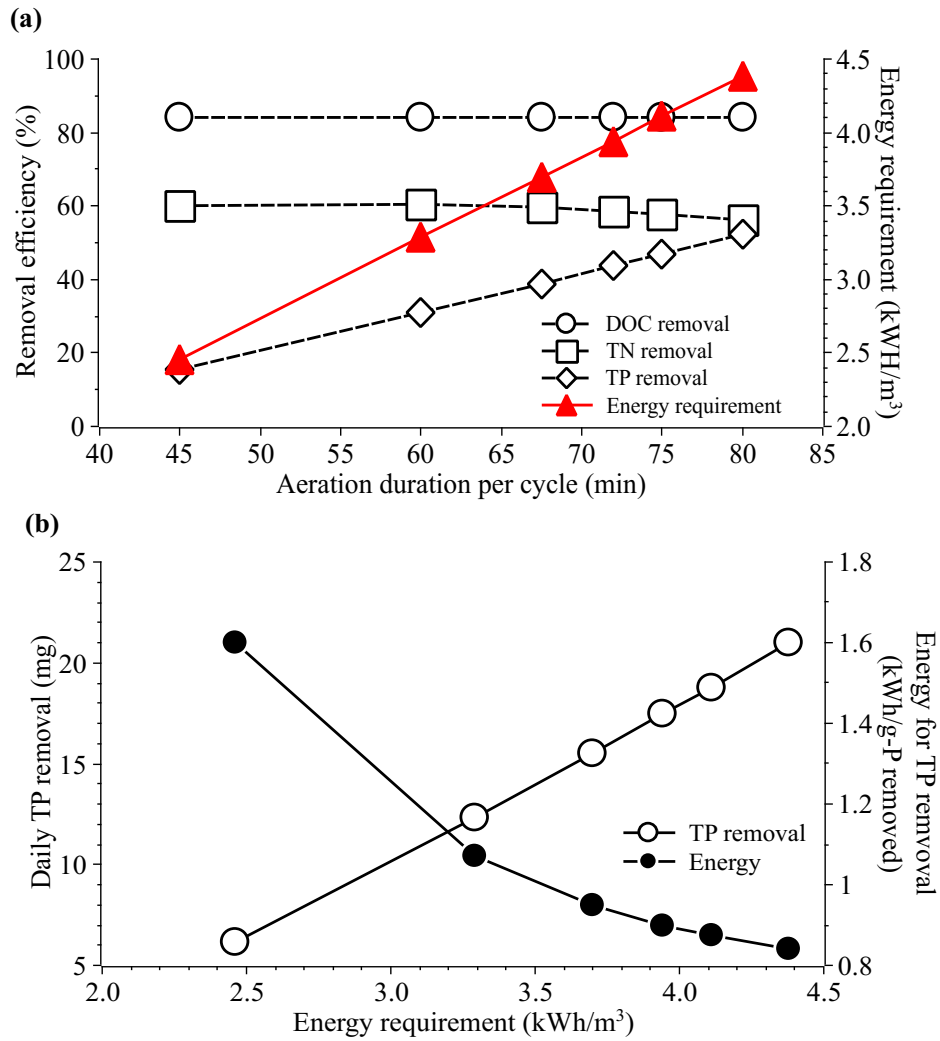 (a)
100
80
60
40
20
0
Removal efficiency (%)
4.5
4.0
3.5
3.0
2.5
2.0
Energy requirement (kWH/m³)
DOC removal
TN removal
TP removal
Energy requirement
40 45 50 55 60 65 70 75 80 85
Aeration duration per cycle (min)
(b)
25
20
15
10
5
Daily TP removal (mg)
1.8
1.6
1.4
1.2
1
0.8
Energy for TP remvoval
(kWh/g-P removed)
TP removal
Energy
2.0 2.5 3.0 3.5 4.0 4.5
Energy requirement (kWh/m³)